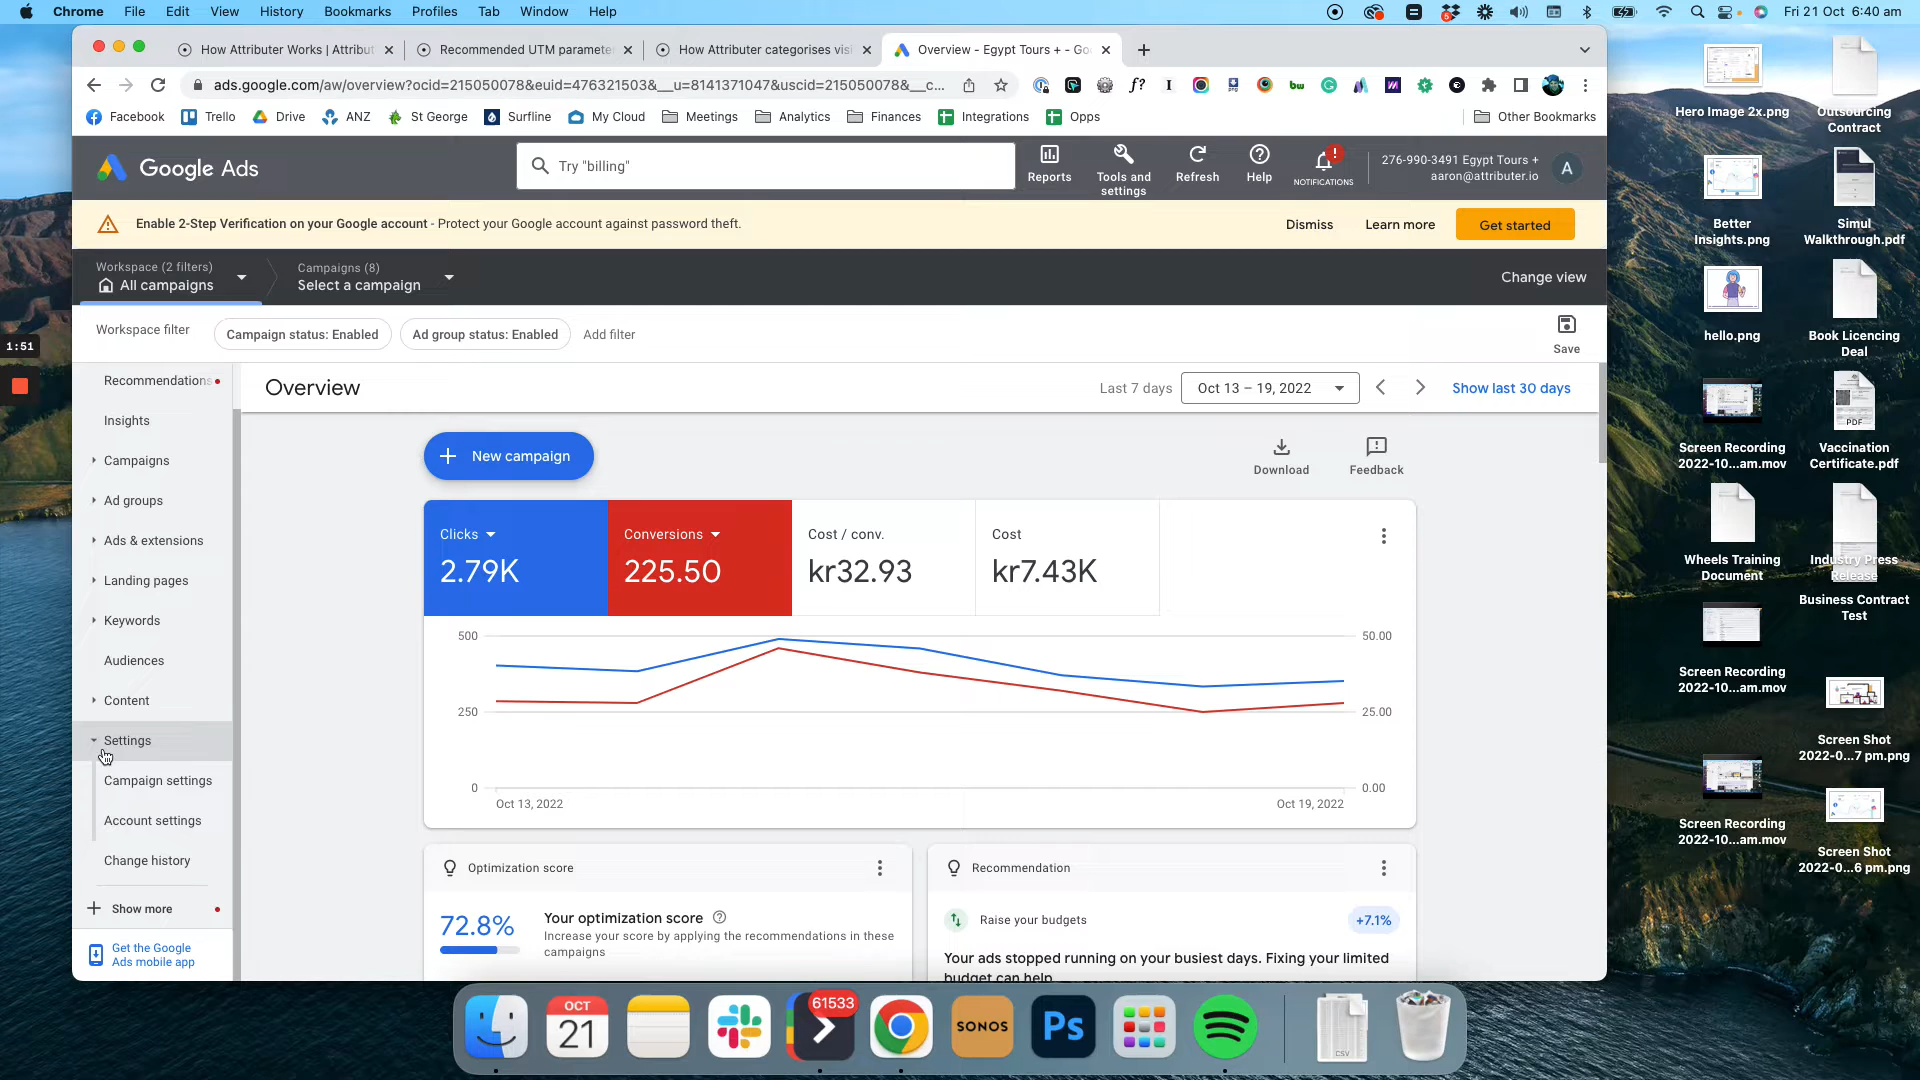 Chrome File Edit View History Bookmarks Profiles Tab Window Help
5
Fri 21 Oct 6:40 am
How Attributer Works | Attribut
Recommended UTM paramete
How Attributer categorises visi
Overview - Egypt Tours + - Go
ads.google.com/aw/overview?ocid=215050078&euid=476321503&__u=8141371047&uscid=215050078&__c...
Facebook Trello Drive ANZ St George Surfline My Cloud Meetings Analytics Finances Integrations Opps Other Bookmarks
Google Ads
Try "billing"
Reports
Tools and
settings
Refresh
Help
!
NOTIFICATIONS
276-990-3491 Egypt Tours +
aaron@attributer.io
A
Enable 2-Step Verification on your Google account - Protect your Google account against password theft.
Dismiss
Learn more
Get started
Workspace (2 filters)
All campaigns
Campaigns (8)
Select a campaign
Change view
Workspace filter
Campaign status: Enabled
Ad group status: Enabled
Add filter
Save
1:51
Recommendations
Insights
Campaigns
Ad groups
Ads & extensions
Landing pages
Keywords
Audiences
Content
Settings
Campaign settings
Account settings
Change history
Show more
Get the Google
Ads mobile app
Overview
Last 7 days
Oct 13 – 19, 2022
Show last 30 days
New campaign
Download
Feedback
Clicks
2.79K
Conversions
225.50
Cost / conv.
kr32.93
Cost
kr7.43K
500
250
0
50.00
25.00
0.00
Oct 13, 2022
Oct 19, 2022
Optimization score
72.8%
Your optimization score
Increase your score by applying the recommendations in these
campaigns
Recommendation
Raise your budgets
+7.1%
Your ads stopped running on your busiest days. Fixing your limited
budget can help
Hero Image 2x.png
Outsourcing
Contract
Better
Insights.png
Simul
Walkthrough.pdf
hello.png
Book Licencing
Deal
Screen Recording
2022-10...am.mov
PDF
Vaccination
Certificate.pdf
Wheels Training
Document
Industry Press
Release
Business Contract
Test
Screen Recording
2022-10...am.mov
Screen Shot
2022-0...7 pm.png
Screen Recording
2022-10...am.mov
Screen Shot
2022-0...6 pm.png
OCT
21
61533
SONOS
Ps
CSV